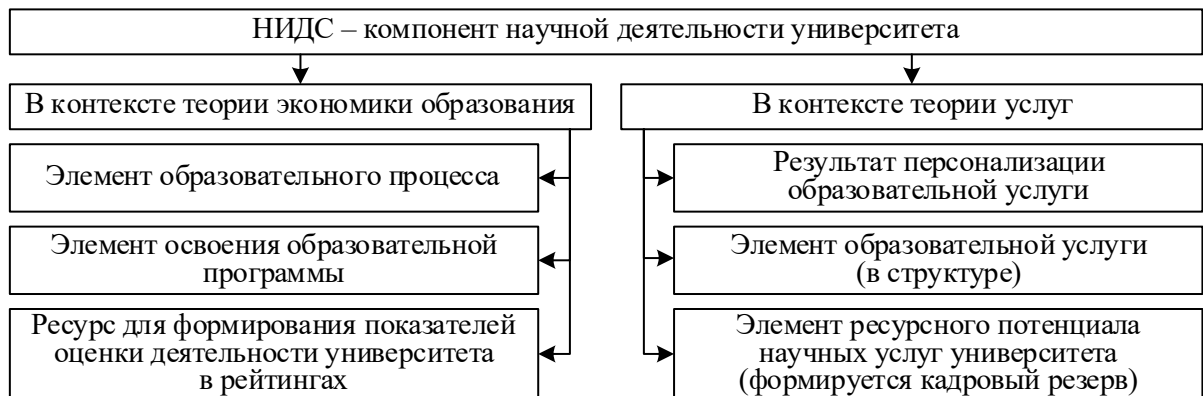 НИДС – компонент научной деятельности университета
В контексте теории экономики образования
Элемент образовательного процесса
Элемент освоения образовательной
программы
Ресурс для формирования показателей
оценки деятельности университета
в рейтингах
В контексте теории услуг
Результат персонализации
образовательной услуги
Элемент образовательной услуги
(в структуре)
Элемент ресурсного потенциала
научных услуг университета
(формируется кадровый резерв)